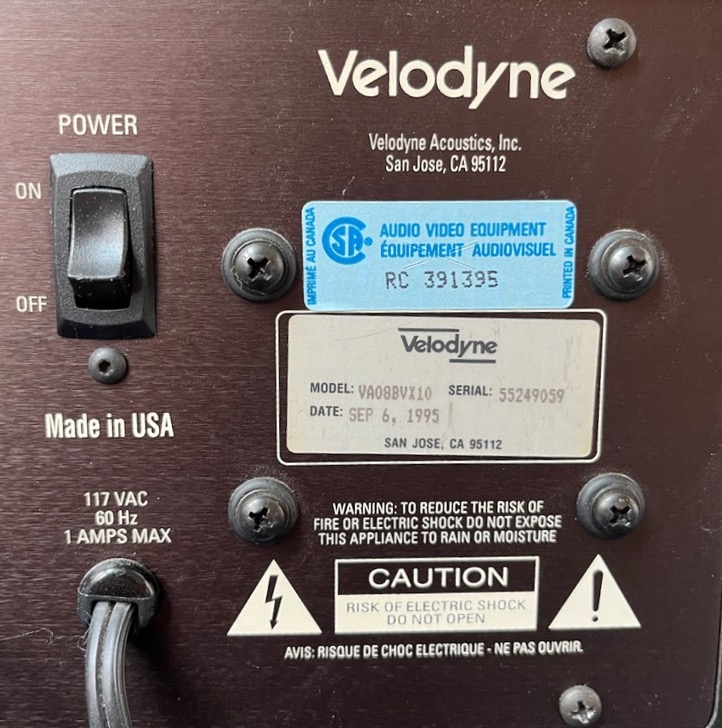 Velodyne
Velodyne Acoustics, Inc.
San Jose, CA 95112
POWER
ON
OFF
IMPRIMÉ AU CANADA
SA®
AUDIO VIDEO EQUIPMENT
ÉQUIPEMENT AUDIOVISUEL
RC 391395
PRINTED IN CANADA
Velodyne
MODEL: VA08BVX10 SERIAL: 55249059
DATE: SEP 6, 1995
SAN JOSE, CA 95112
Made in USA
117 VAC
60 Hz
1 AMPS MAX
WARNING: TO REDUCE THE RISK OF
FIRE OR ELECTRIC SHOCK DO NOT EXPOSE
THIS APPLIANCE TO RAIN OR MOISTURE
CAUTION
RISK OF ELECTRIC SHOCK
DO NOT OPEN
!
AVIS: RISQUE DE CHOC ELECTRIQUE - NE PAS OUVRIR.